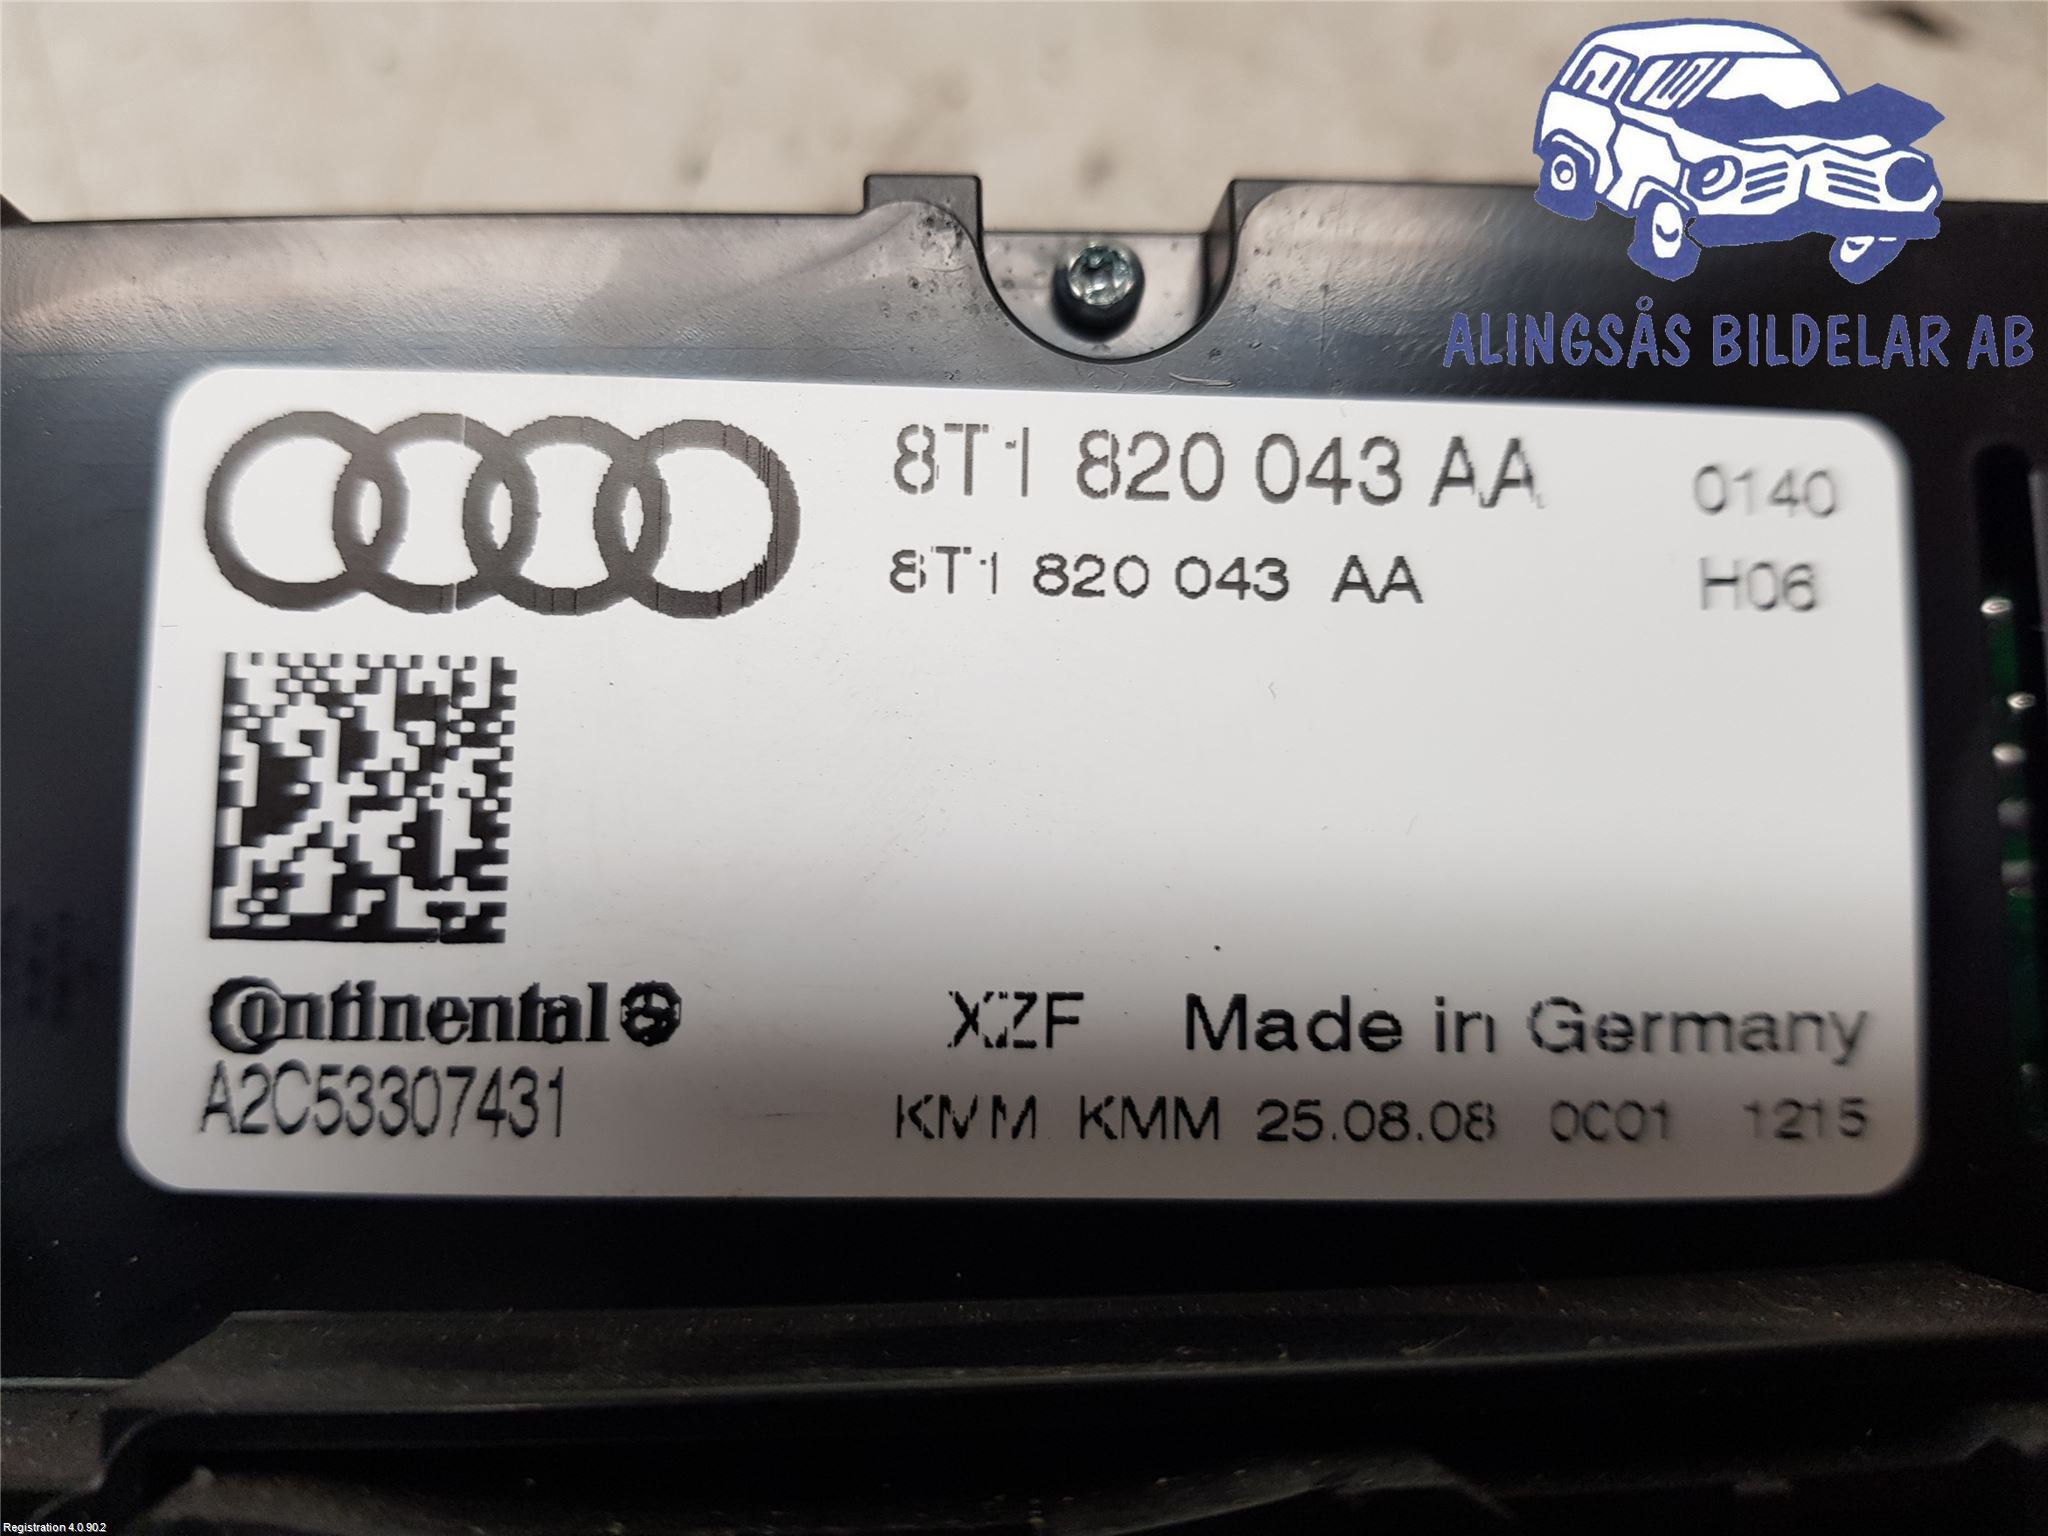 ALINGSÅS BILDELAR AB
8T1 820 043 AA 0140
8T1 820 043 AA H06
Continental
XZF Made in Germany
A2C53307431
KMM KMM 25.08.08 0C01 1215
Registration 4.0.90.2